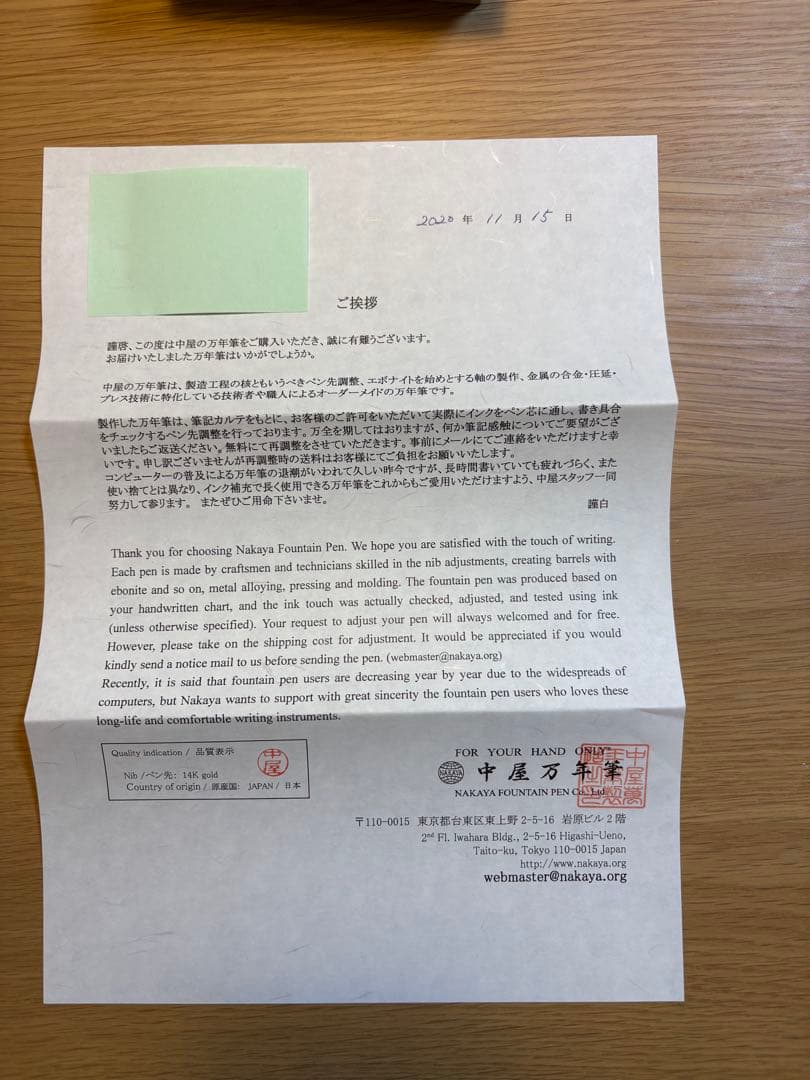 2020 年 11 月 15 日
ご挨拶
謹啓、この度は中屋の万年筆をご購入いただき、誠に有難うございます。
お届けいたしました万年筆はいかがでしょうか。
中屋の万年筆は、製造工程の核ともいうべきペン先調整、エボナイトを始めとする軸の製作、金属の合金・圧延・
プレス技術に特化している技術者や職人によるオーダーメイドの万年筆です。
製作した万年筆は、筆記カルテをもとに、お客様のご許可をいただいて実際にインクをペン芯に通し、書き具合
をチェックするペン先調整を行っております。万全を期してはおりますが、何か筆記感触についてご要望がござ
いましたらご返送ください。無料にて再調整をさせていただきます。事前にメールにてご連絡をいただけますと幸
いです。申し訳ございませんが再調整時の送料はお客様にてご負担をお願いいたします。
コンピューターの普及による万年筆の退潮がいわれて久しい昨今ですが、長時間書いていても疲れづらく、また
使い捨てとは異なり、インク補充で長く使用できる万年筆をこれからもご愛用いただけますよう、中屋スタッフ一同
努力して参ります。 またぜひご用命下さいませ。
謹白
Thank you for choosing Nakaya Fountain Pen. We hope you are satisfied with the touch of writing.
Each pen is made by craftsmen and technicians skilled in the nib adjustments, creating barrels with
ebonite and so on, metal alloying, pressing and molding. The fountain pen was produced based on
your handwritten chart, and the ink touch was actually checked, adjusted, and tested using ink
(unless otherwise specified). Your request to adjust your pen will always welcomed and for free.
However, please take on the shipping cost for adjustment. It would be appreciated if you would
kindly send a notice mail to us before sending the pen. (webmaster@nakaya.org)
Recently, it is said that fountain pen users are decreasing year by year due to the widespreads of
computers, but Nakaya wants to support with great sincerity the fountain pen users who loves these
long-life and comfortable writing instruments.
Quality indication / 品質表示
中屋
Nib /ペン先: 14K gold
Country of origin / 原産国: JAPAN / 日本
FOR YOUR HAND ONLY
NAKAYA 中屋万年筆
NAKAYA FOUNTAIN PEN Co., Ltd.
〒110-0015 東京都台東区東上野 2-5-16 岩原ビル 2 階
2nd Fl. Iwahara Bldg., 2-5-16 Higashi-Ueno,
Taito-ku, Tokyo 110-0015 Japan
http://www.nakaya.org
webmaster@nakaya.org